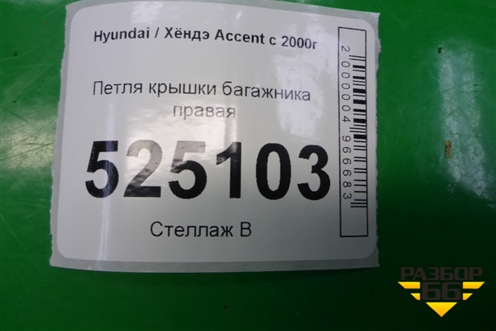 Hyundai / Хёндэ Accent с 2000г
Петля крышки багажника
правая
525103
Стеллаж В
2000004966683
РАЗБОР
66